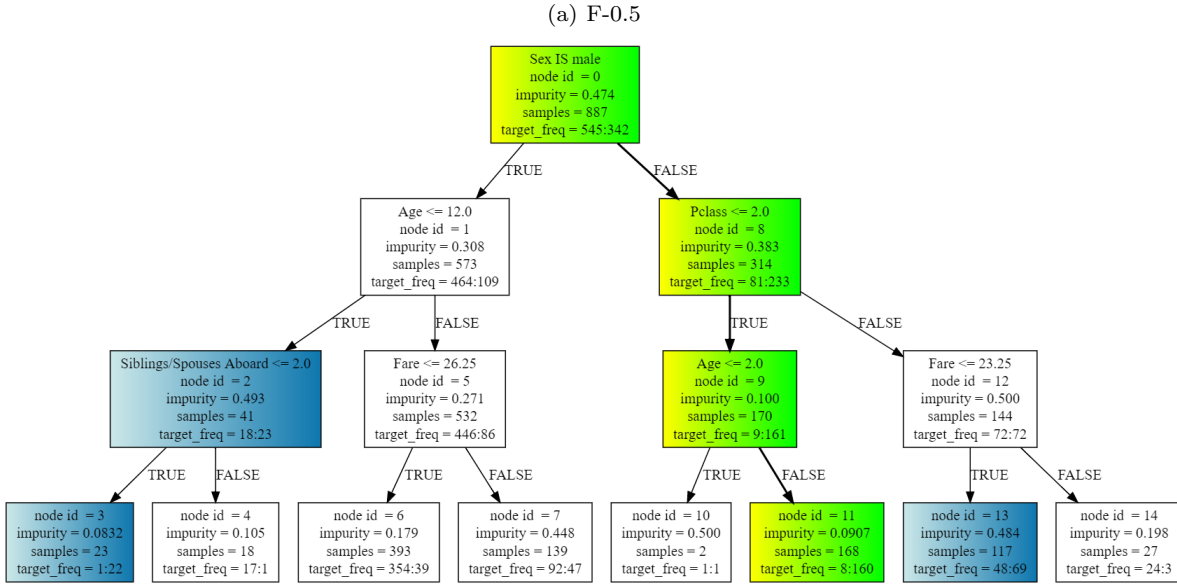 (a) F-0.5
Sex IS male
node id = 0
impurity = 0.474
samples = 887
target_freq = 545:342
TRUE
FALSE
Age <= 12.0
node id = 1
impurity = 0.308
samples = 573
target_freq = 464:109
Pclass <= 2.0
node id = 8
impurity = 0.383
samples = 314
target_freq = 81:233
TRUE
FALSE
TRUE
FALSE
Siblings/Spouses Aboard <= 2.0
node id = 2
impurity = 0.493
samples = 41
target_freq = 18:23
Fare <= 26.25
node id = 5
impurity = 0.271
samples = 532
target_freq = 446:86
Age <= 2.0
node id = 9
impurity = 0.100
samples = 170
target_freq = 9:161
Fare <= 23.25
node id = 12
impurity = 0.500
samples = 144
target_freq = 72:72
TRUE
FALSE
TRUE
FALSE
TRUE
FALSE
TRUE
FALSE
node id = 3
impurity = 0.0832
samples = 23
target_freq = 1:22
node id = 4
impurity = 0.105
samples = 18
target_freq = 17:1
node id = 6
impurity = 0.179
samples = 393
target_freq = 354:39
node id = 7
impurity = 0.448
samples = 139
target_freq = 92:47
node id = 10
impurity = 0.500
samples = 2
target_freq = 1:1
node id = 11
impurity = 0.0907
samples = 168
target_freq = 8:160
node id = 13
impurity = 0.484
samples = 117
target_freq = 48:69
node id = 14
impurity = 0.198
samples = 27
target_freq = 24:3